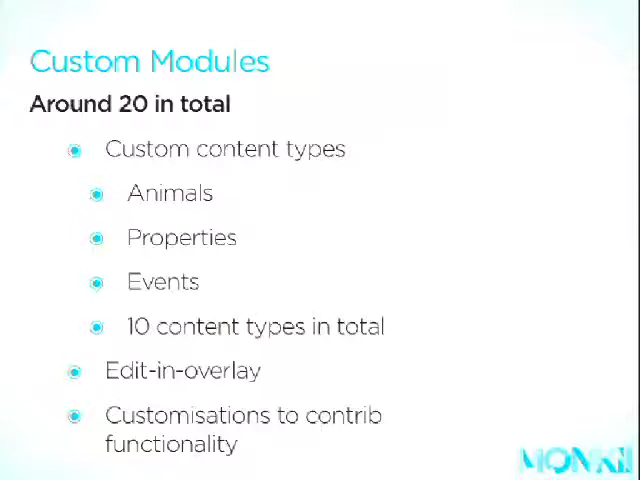 Custom Modules
Around 20 in total
Custom content types
Animals
Properties
Events
10 content types in total
Edit-in-overlay
Customisations to contrib
functionality